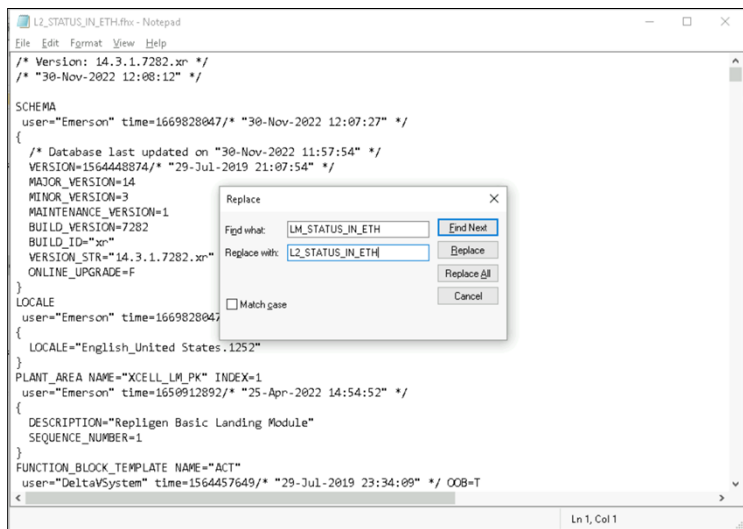 L2_STATUS_IN_ETH.fhx - Notepad
File Edit Format View Help
/* Version: 14.3.1.7282.xr */
/* "30-Nov-2022 12:08:12" */
SCHEMA
user="Emerson" time=1669828047/* "30-Nov-2022 12:07:27" */
{
/* Database last updated on "30-Nov-2022 11:57:54" */
VERSION=1564448874/* "29-Jul-2019 21:07:54" */
MAJOR_VERSION=14
MINOR_VERSION=3
MAINTENANCE_VERSION=1
BUILD_VERSION=7282
BUILD_ID="xr"
VERSION_STR="14.3.1.7282.xr"
ONLINE_UPGRADE=F
}
LOCALE
user="Emerson" time=1669828047
{
LOCALE="English_United States.1252"
}
PLANT_AREA NAME="XCELL_LM_PK" INDEX=1
user="Emerson" time=1650912892/* "25-Apr-2022 14:54:52" */
{
DESCRIPTION="Repligen Basic Landing Module"
SEQUENCE_NUMBER=1
}
FUNCTION_BLOCK_TEMPLATE NAME="ACT"
user="DeltaVSystem" time=1564457649/* "29-Jul-2019 23:34:09" */ OOB=T
Replace
Find what: LM_STATUS_IN_ETH Find Next
Replace with: L2_STATUS_IN_ETH Replace
Replace All
Cancel
Match case
Ln 1, Col 1